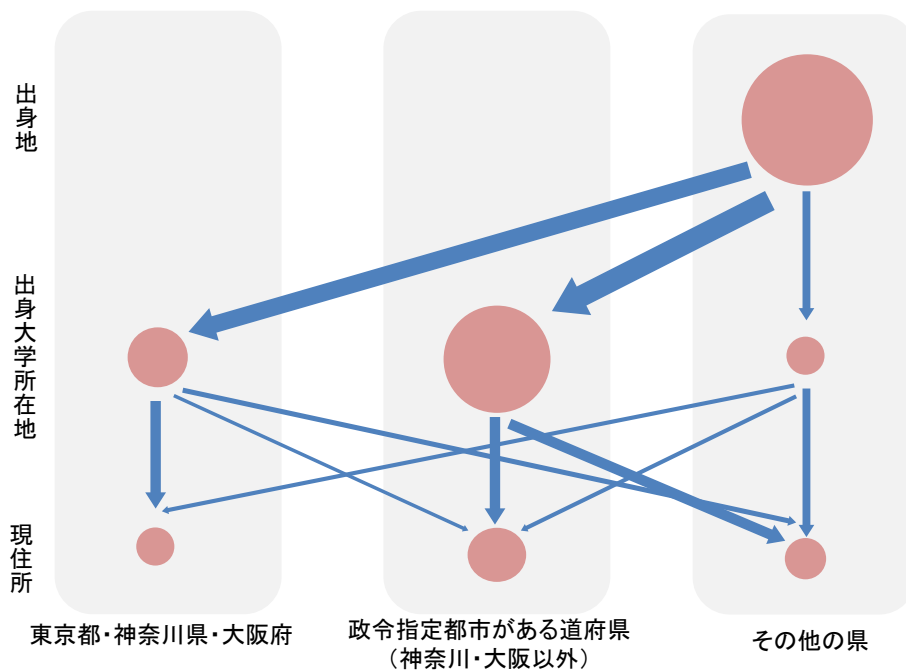 出身地
出身大学所在地
現住所
東京都・神奈川県・大阪府
政令指定都市がある道府県
（神奈川・大阪以外）
その他の県